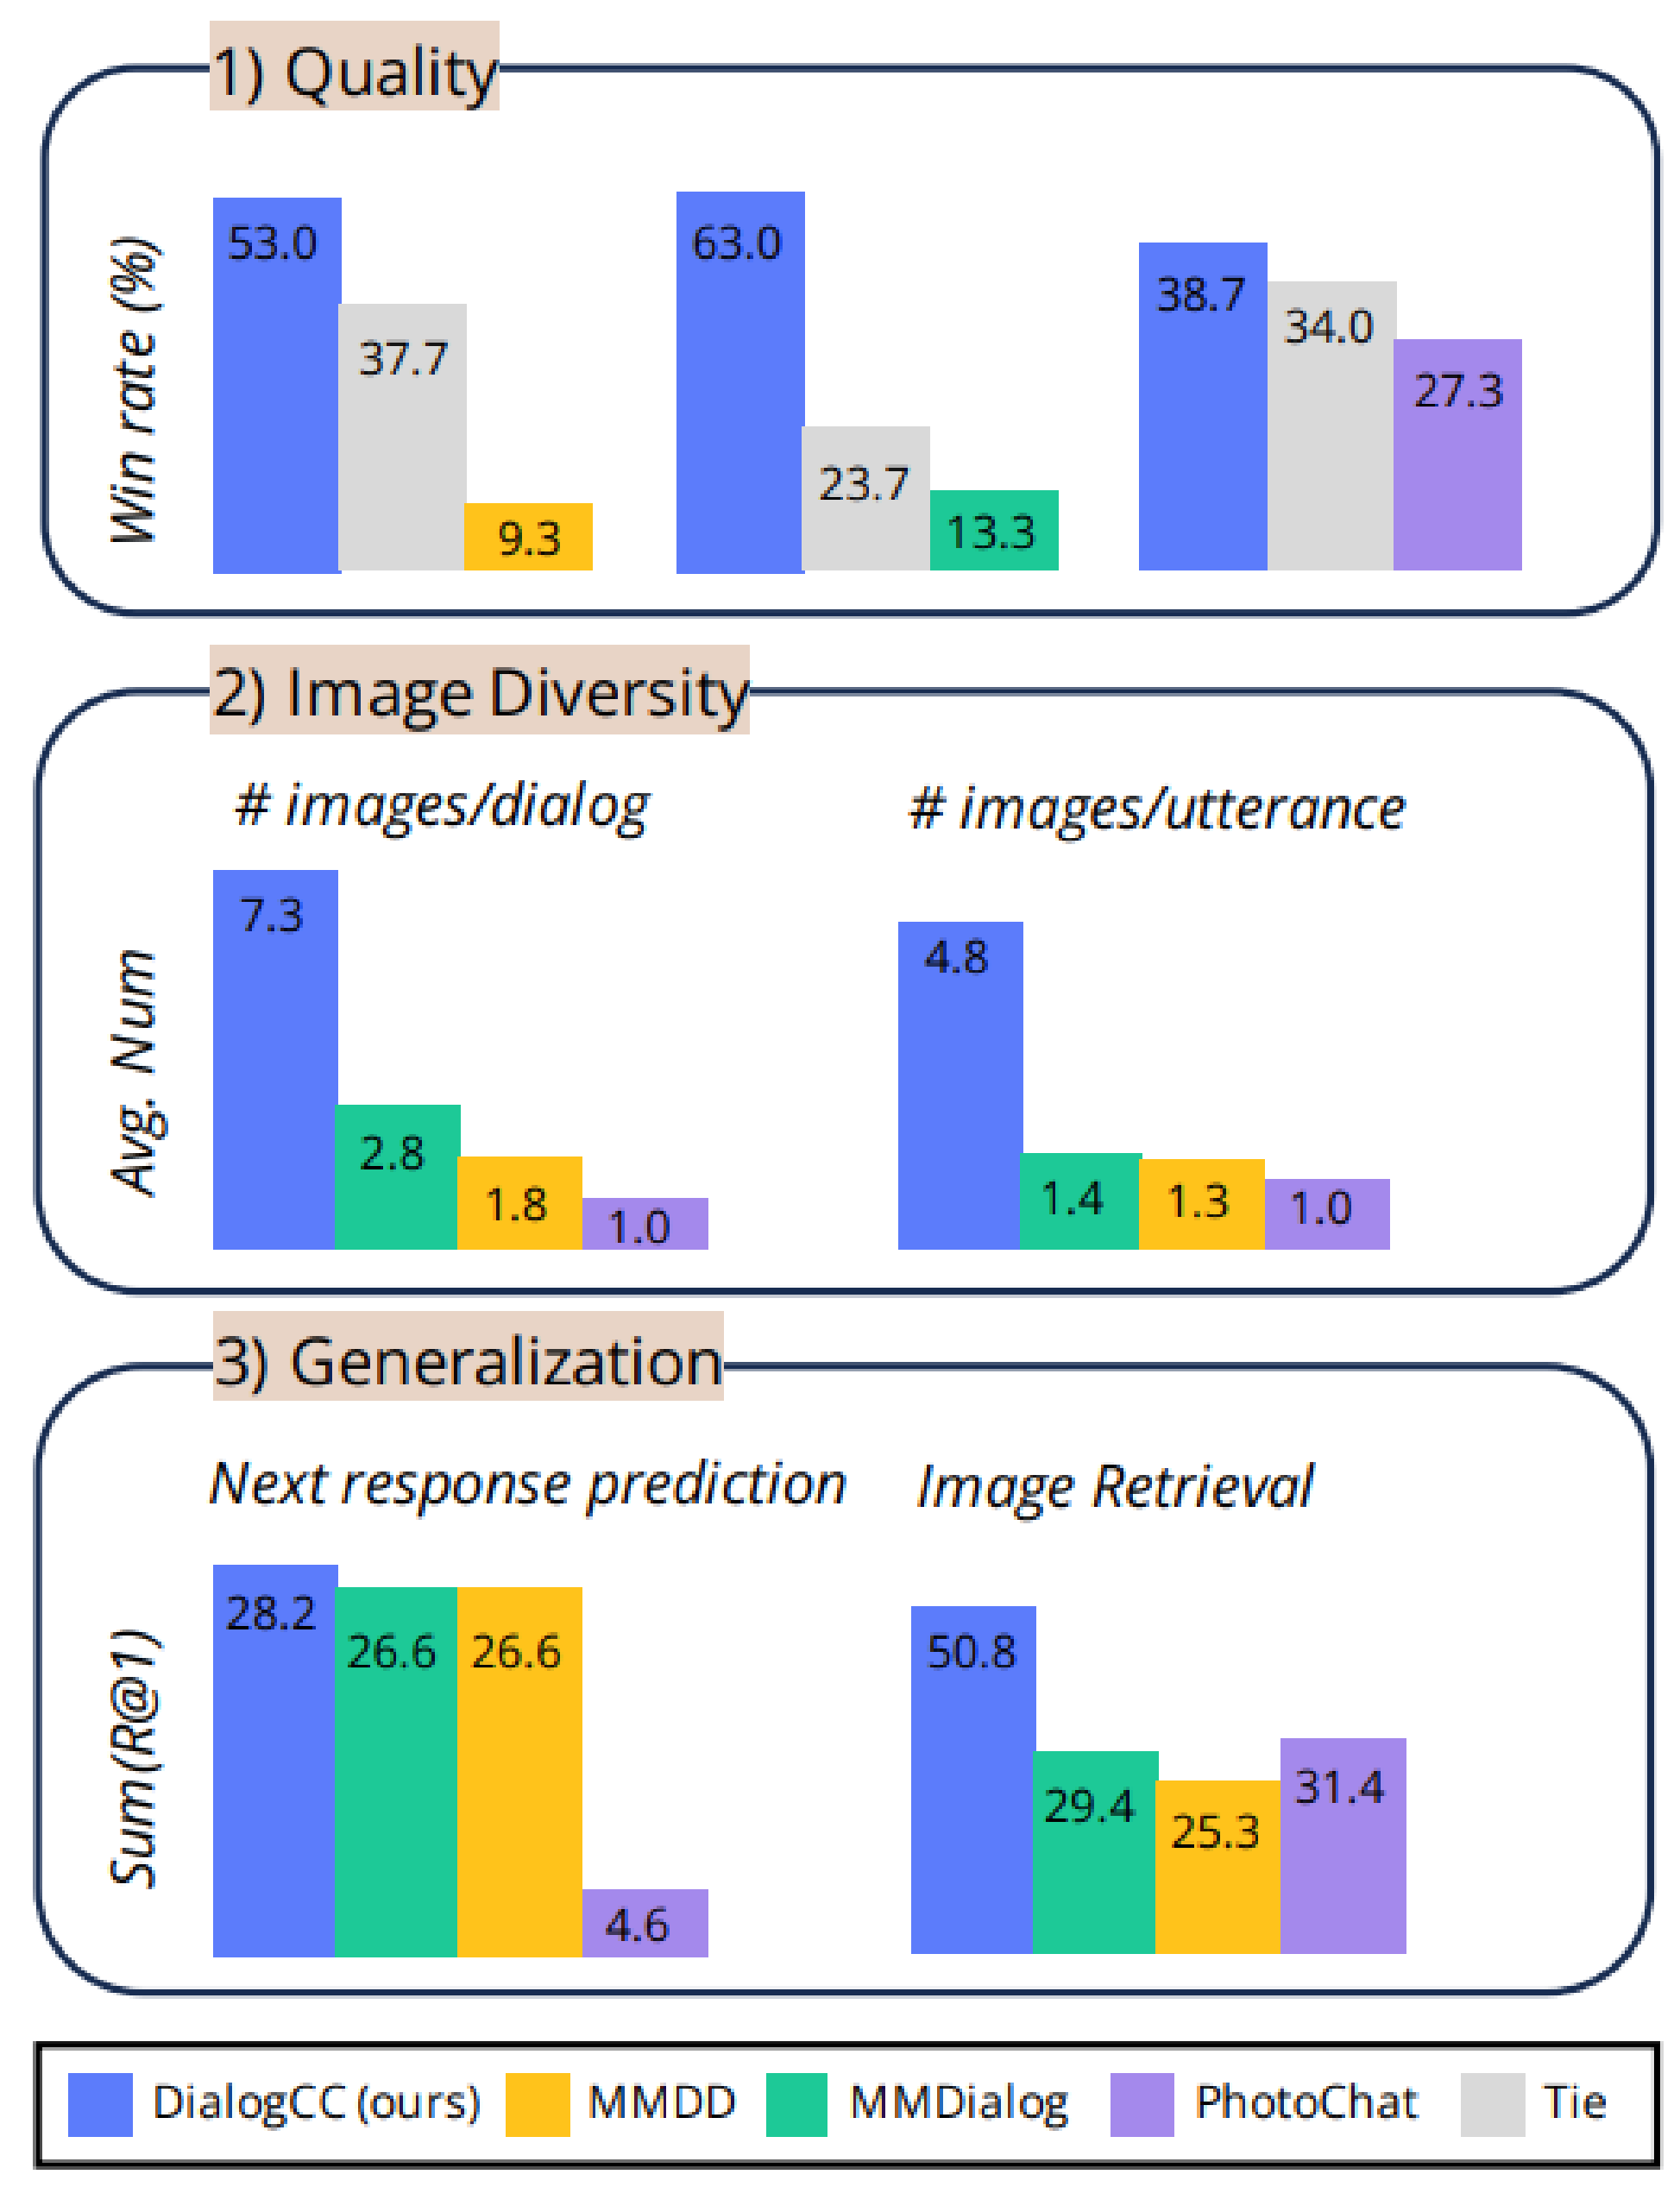 1) Quality
Win rate (%)
53.0
37.7
9.3
63.0
23.7
13.3
38.7
34.0
27.3
2) Image Diversity
# images/dialog
# images/utterance
Avg. Num
7.3
2.8
1.8
1.0
4.8
1.4
1.3
1.0
3) Generalization
Next response prediction
Image Retrieval
Sum(R@1)
28.2
26.6
26.6
4.6
50.8
29.4
25.3
31.4
DialogCC (ours)
MMDD
MMDialog
PhotoChat
Tie